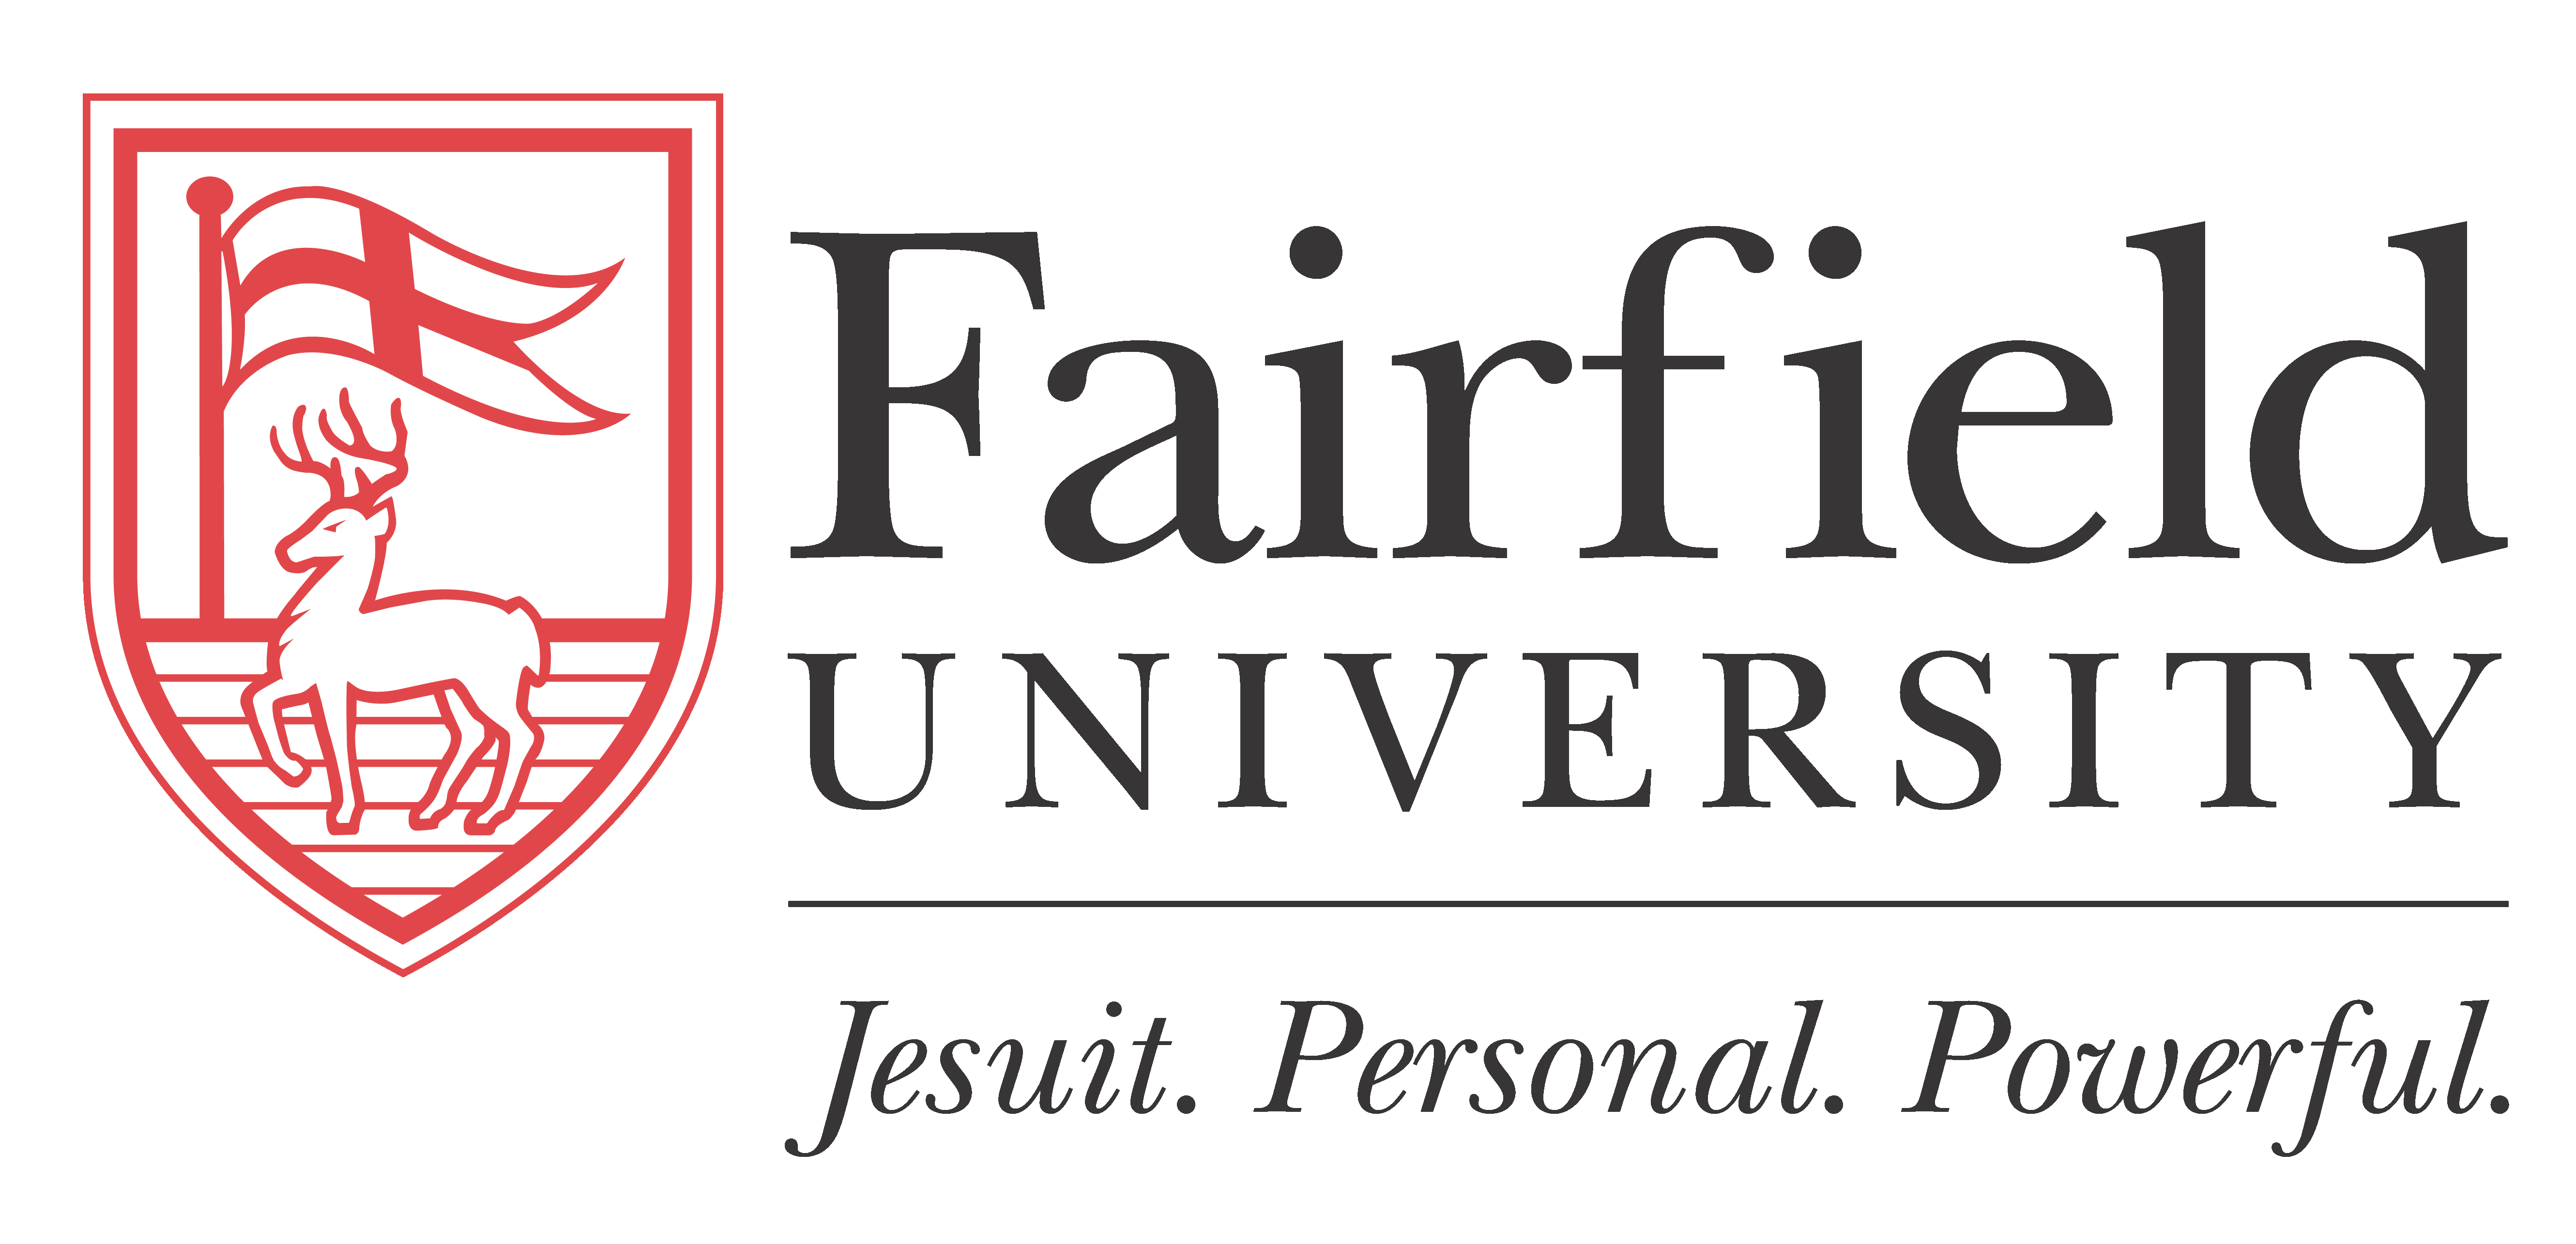 Fairfield
UNIVERSITY
Jesuit. Personal. Powerful.